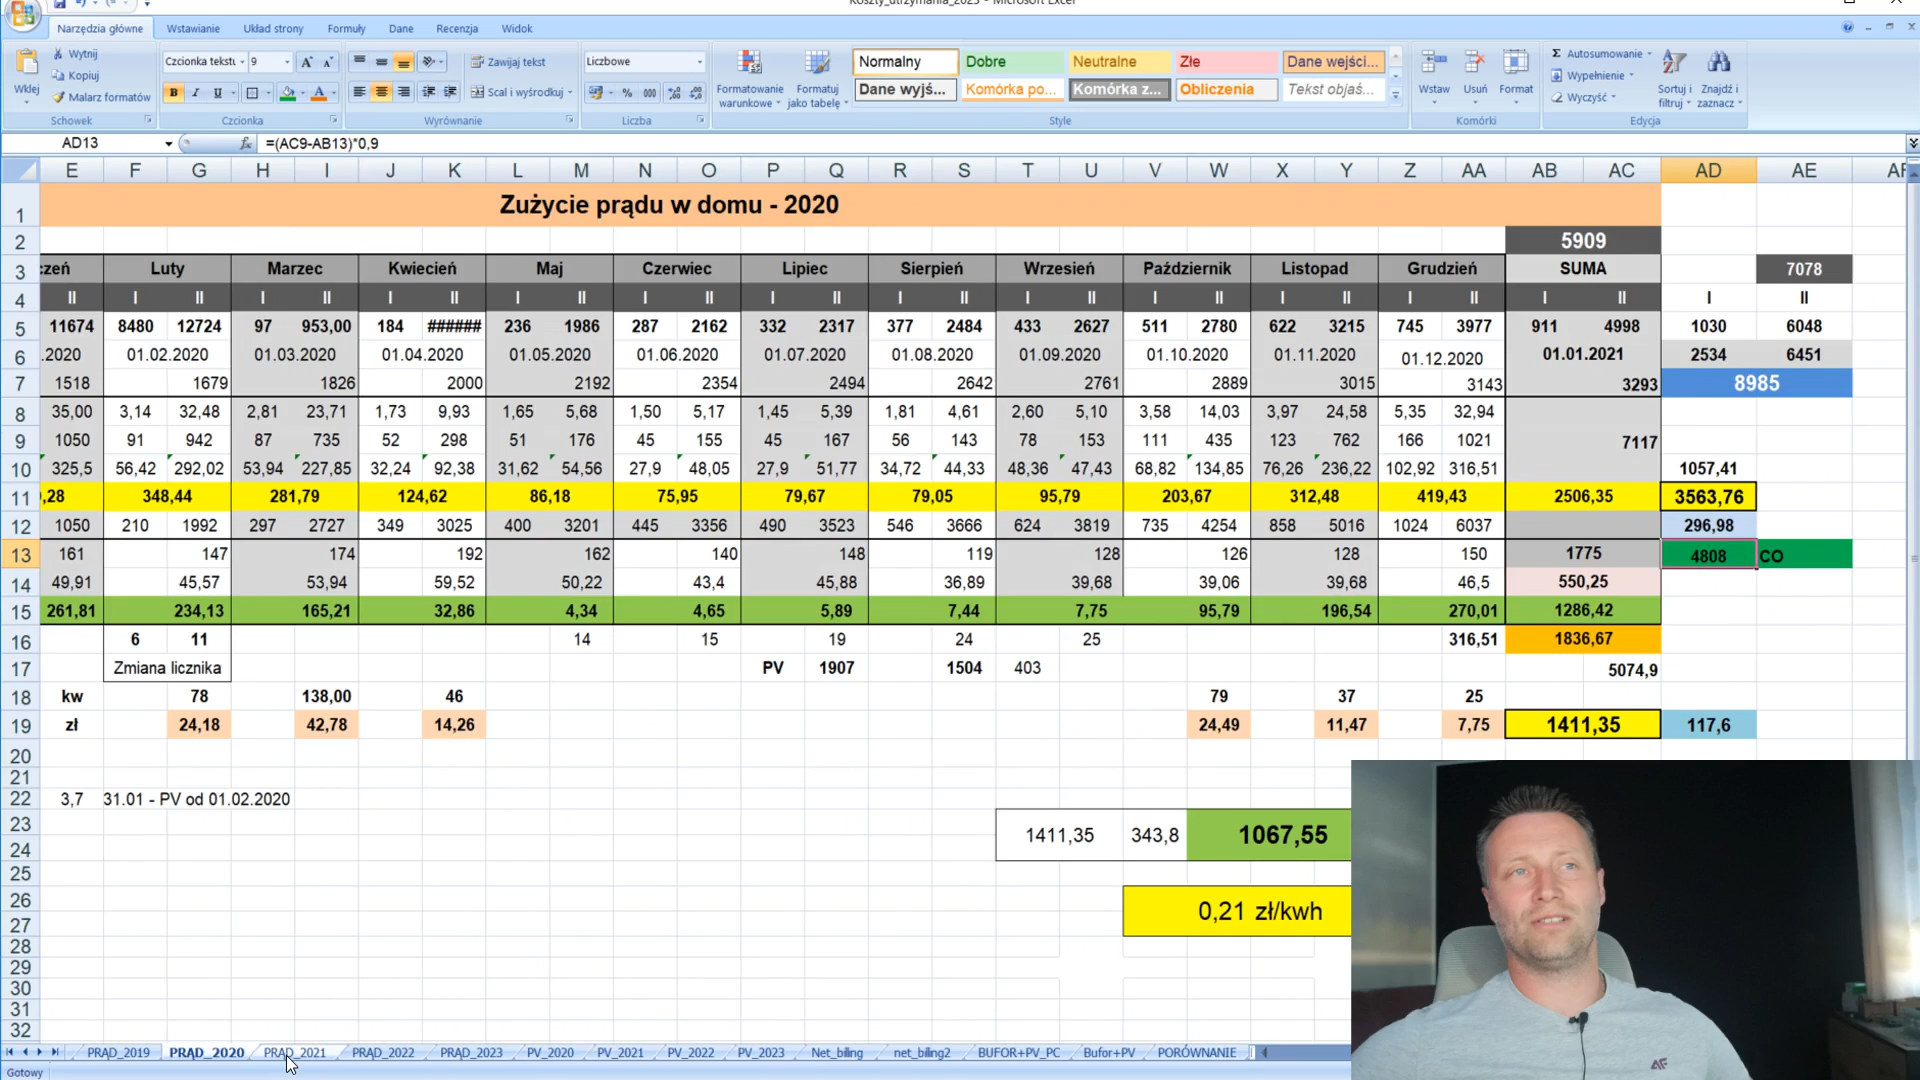 Koszty_utrzymania_2023 - Microsoft Excel
Narzędzia główne Wstawianie Układ strony Formuły Dane Recenzja Widok
Wklej Wytnij Kopiuj Malarz formatów Schowek
Czcionka tekstu 9 A A B I U A Czcionka
Zawijaj tekst Scal i wyśrodkuj Wyrównanie
Liczbowe % 000 Liczba
Formatowanie warunkowe Formatuj jako tabelę
Normalny Dobre Neutralne Złe Dane wejści...
Dane wyjś... Komórka po... Komórka z... Obliczenia Tekst objaś...
Style
Wstaw Usuń Format Komórki
Autosumowanie Wypełnienie Wyczyść Sortuj i filtruj Znajdź i zaznacz Edycja
AD13 fx =(AC9-AB13)*0,9
E F G H I J K L M N O P Q R S T U V W X Y Z AA AB AC AD AE AF
1 Zużycie prądu w domu - 2020
2 5909
3 czeń Luty Marzec Kwiecień Maj Czerwiec Lipiec Sierpień Wrzesień Październik Listopad Grudzień SUMA 7078
4 II I II I II I II I II I II I II I II I II I II I II I II I II I II
5 11674 8480 12724 97 953,00 184 ###### 236 1986 287 2162 332 2317 377 2484 433 2627 511 2780 622 3215 745 3977 911 4998 1030 6048
6 .2020 01.02.2020 01.03.2020 01.04.2020 01.05.2020 01.06.2020 01.07.2020 01.08.2020 01.09.2020 01.10.2020 01.11.2020 01.12.2020 01.01.2021 2534 6451
7 1518 1679 1826 2000 2192 2354 2494 2642 2761 2889 3015 3143 3293 8985
8 35,00 3,14 32,48 2,81 23,71 1,73 9,93 1,65 5,68 1,50 5,17 1,45 5,39 1,81 4,61 2,60 5,10 3,58 14,03 3,97 24,58 5,35 32,94
9 1050 91 942 87 735 52 298 51 176 45 155 45 167 56 143 78 153 111 435 123 762 166 1021 7117
10 325,5 56,42 292,02 53,94 227,85 32,24 92,38 31,62 54,56 27,9 48,05 27,9 51,77 34,72 44,33 48,36 47,43 68,82 134,85 76,26 236,22 102,92 316,51 1057,41
11 ,28 348,44 281,79 124,62 86,18 75,95 79,67 79,05 95,79 203,67 312,48 419,43 2506,35 3563,76
12 1050 210 1992 297 2727 349 3025 400 3201 445 3356 490 3523 546 3666 624 3819 735 4254 858 5016 1024 6037 296,98
13 161 147 174 192 162 140 148 119 128 126 128 150 1775 4808 CO
14 49,91 45,57 53,94 59,52 50,22 43,4 45,88 36,89 39,68 39,06 39,68 46,5 550,25
15 261,81 234,13 165,21 32,86 4,34 4,65 5,89 7,44 7,75 95,79 196,54 270,01 1286,42
16 6 11 14 15 19 24 25 316,51 1836,67
17 Zmiana licznika PV 1907 1504 403 5074,9
18 kw 78 138,00 46 79 37 25
19 zł 24,18 42,78 14,26 24,49 11,47 7,75 1411,35 117,6
20
21
22 3,7 31.01 - PV od 01.02.2020
23 1411,35 343,8 1067,55
24
25
26 0,21 zł/kwh
27
28
29
30
31
32
PRĄD_2019 PRĄD_2020 PRĄD_2021 PRĄD_2022 PRĄD_2023 PV_2020 PV_2021 PV_2022 PV_2023 Net_biling net_biling2 BUFOR+PV_PC Bufor+PV PORÓWNANIE
Gotowy